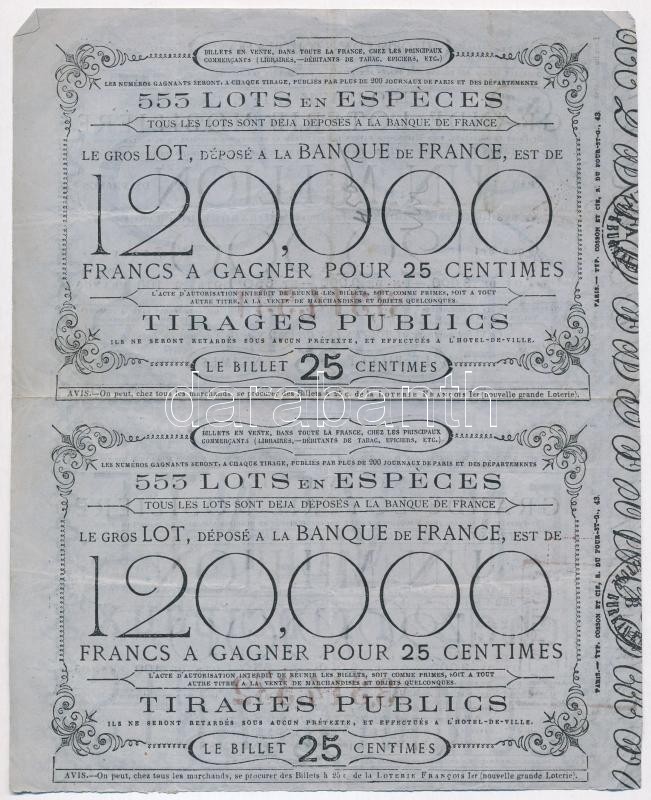 BILLETS EN VENTE, DANS TOUTE LA FRANCE, CHEZ LES PRINCIPAUX
COMMERÇANTS (LIBRAIRES,—DÉBITANTS DE TABAC, EPICIERS, ETC.)
LES NUMÉROS GAGNANTS SERONT, A CHAQUE TIRAGE, PUBLIÉS PAR PLUS DE 200 JOURNAUX DE PARIS ET DES DÉPARTEMENTS
553 LOTS EN ESPÈCES
TOUS LES LOTS SONT DEJA DEPOSÉS A LA BANQUE DE FRANCE
LE GROS LOT, DÉPOSÉ A LA BANQUE DE FRANCE, EST DE
120,000
FRANCS A GAGNER POUR 25 CENTIMES
L'ACTE D'AUTORISATION INTERDIT DE REUNIR LES BILLETS, SOIT COMME PRIMES, SOIT A TOUT
AUTRE TITRE, A LA VENTE DE MARCHANDISES ET OBJETS QUELCONQUES.
TIRAGES PUBLICS
ILS NE SERONT RETARDÉS SOUS AUCUN PRÉTEXTE, ET EFFECTUÉS A L'HOTEL-DE-VILLE.
LE BILLET 25 CENTIMES
AVIS.—On peut, chez tous les marchands, se procurer des Billets à 25 c. de la LOTERIE FRANÇOIS Ier (nouvelle grande Loterie).
PARIS.— TYP. COSSON ET CIE, R. DU FOUR-ST-G., 43.
darabanth
BILLETS EN VENTE, DANS TOUTE LA FRANCE, CHEZ LES PRINCIPAUX
COMMERÇANTS (LIBRAIRES,—DÉBITANTS DE TABAC, EPICIERS, ETC.)
LES NUMÉROS GAGNANTS SERONT, A CHAQUE TIRAGE, PUBLIÉS PAR PLUS DE 200 JOURNAUX DE PARIS ET DES DÉPARTEMENTS
553 LOTS EN ESPÈCES
TOUS LES LOTS SONT DEJA DEPOSÉS A LA BANQUE DE FRANCE
LE GROS LOT, DÉPOSÉ A LA BANQUE DE FRANCE, EST DE
120,000
FRANCS A GAGNER POUR 25 CENTIMES
L'ACTE D'AUTORISATION INTERDIT DE REUNIR LES BILLETS, SOIT COMME PRIMES, SOIT A TOUT
AUTRE TITRE, A LA VENTE DE MARCHANDISES ET OBJETS QUELCONQUES.
TIRAGES PUBLICS
ILS NE SERONT RETARDÉS SOUS AUCUN PRÉTEXTE, ET EFFECTUÉS A L'HOTEL-DE-VILLE.
LE BILLET 25 CENTIMES
AVIS.—On peut, chez tous les marchands, se procurer des Billets à 25 c. de la LOTERIE FRANÇOIS Ier (nouvelle grande Loterie).
PARIS.— TYP. COSSON ET CIE, R. DU FOUR-ST-G., 43.